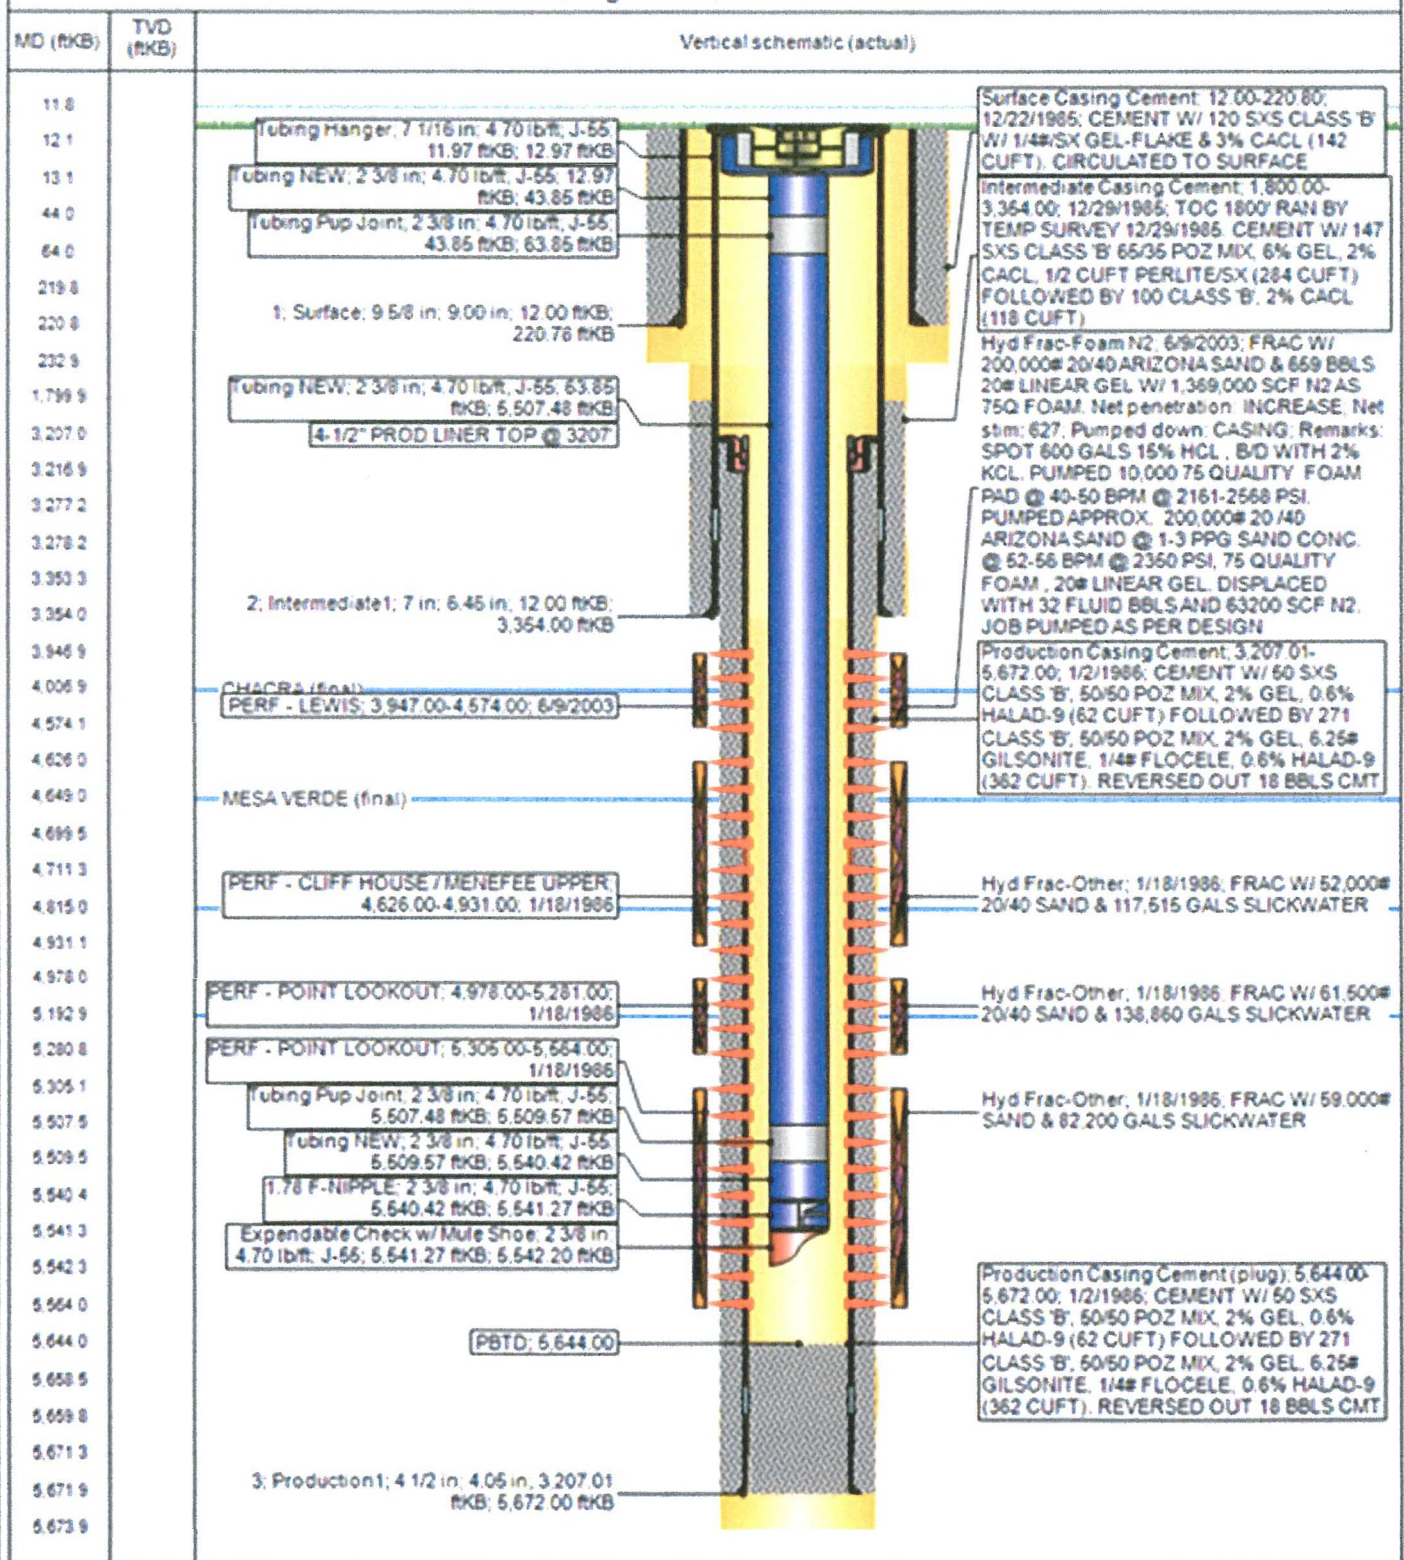 MD (ftKB)
TVD
(ftKB)
Vertical schematic (actual)
11.8
12.1
13.1
44.0
64.0
219.8
220.8
232.9
1,799.9
3,207.0
3,216.9
3,277.2
3,278.2
3,353.3
3,354.0
3,946.9
4,005.9
4,574.1
4,626.0
4,649.0
4,699.5
4,711.3
4,815.0
4,931.1
4,978.0
5,192.9
5,280.8
5,305.1
5,507.5
5,509.5
5,540.4
5,541.3
5,542.3
5,564.0
5,644.0
5,658.5
5,659.8
5,671.3
5,671.9
5,673.9
Tubing Hanger; 7 1/16 in; 4.70 lb/ft; J-55;
11.97 ftKB; 12.97 ftKB
Tubing NEW; 2 3/8 in; 4.70 lb/ft; J-55; 12.97
ftKB; 43.85 ftKB
Tubing Pup Joint; 2 3/8 in; 4.70 lb/ft; J-55;
43.85 ftKB; 63.85 ftKB
1; Surface; 9 5/8 in; 9.00 in; 12.00 ftKB;
220.76 ftKB
Tubing NEW; 2 3/8 in; 4.70 lb/ft; J-55; 63.85
ftKB; 5,507.48 ftKB
4-1/2" PROD LINER TOP @ 3207'
2; Intermediate1; 7 in; 6.46 in; 12.00 ftKB;
3,354.00 ftKB
CHACRA (final)
PERF - LEWIS; 3,947.00-4,574.00; 6/9/2003
MESA VERDE (final)
PERF - CLIFF HOUSE / MENEFEE UPPER;
4,626.00-4,931.00; 1/18/1986
PERF - POINT LOOKOUT; 4,978.00-5,281.00;
1/18/1986
PERF - POINT LOOKOUT; 5,305.00-5,564.00;
1/18/1986
Tubing Pup Joint; 2 3/8 in; 4.70 lb/ft; J-55;
5,507.48 ftKB; 5,509.57 ftKB
Tubing NEW; 2 3/8 in; 4.70 lb/ft; J-55;
5,509.57 ftKB; 5,540.42 ftKB
1.78 F-NIPPLE; 2 3/8 in; 4.70 lb/ft; J-55;
5,540.42 ftKB; 5,541.27 ftKB
Expendable Check w/ Mule Shoe; 2 3/8 in;
4.70 lb/ft; J-55; 5,541.27 ftKB; 5,542.20 ftKB
PBTD; 5,644.00
3; Production1; 4 1/2 in; 4.05 in; 3,207.01
ftKB; 5,672.00 ftKB
Surface Casing Cement; 12.00-220.80;
12/22/1985; CEMENT W/ 120 SXS CLASS 'B'
W/ 1/4#/SX GEL-FLAKE & 3% CACL (142
CUFT). CIRCULATED TO SURFACE
Intermediate Casing Cement; 1,800.00-
3,354.00; 12/29/1985; TOC 1800' RAN BY
TEMP SURVEY 12/29/1985. CEMENT W/ 147
SXS CLASS 'B' 65/35 POZ MIX, 6% GEL, 2%
CACL, 1/2 CUFT PERLITE/SX (284 CUFT)
FOLLOWED BY 100 CLASS 'B', 2% CACL
(118 CUFT)
Hyd Frac-Foam N2; 6/9/2003; FRAC W/
200,000# 20/40 ARIZONA SAND & 659 BBLS
20# LINEAR GEL W/ 1,369,000 SCF N2 AS
75Q FOAM. Net penetration: INCREASE; Net
stim: 627; Pumped down: CASING; Remarks:
SPOT 600 GALS 15% HCL , B/D WITH 2%
KCL. PUMPED 10,000 75 QUALITY FOAM
PAD @ 40-50 BPM @ 2161-2568 PSI.
PUMPED APPROX. 200,000# 20 /40
ARIZONA SAND @ 1-3 PPG SAND CONC.
@ 52-56 BPM @ 2350 PSI, 75 QUALITY
FOAM , 20# LINEAR GEL. DISPLACED
WITH 32 FLUID BBLS AND 63200 SCF N2.
JOB PUMPED AS PER DESIGN
Production Casing Cement; 3,207.01-
5,672.00; 1/2/1986; CEMENT W/ 50 SXS
CLASS 'B', 50/50 POZ MIX, 2% GEL, 0.6%
HALAD-9 (62 CUFT) FOLLOWED BY 271
CLASS 'B', 50/50 POZ MIX, 2% GEL, 6.25#
GILSONITE, 1/4# FLOCELE, 0.6% HALAD-9
(362 CUFT). REVERSED OUT 18 BBLS CMT
Hyd Frac-Other; 1/18/1986; FRAC W/ 52,000#
20/40 SAND & 117,515 GALS SLICKWATER
Hyd Frac-Other; 1/18/1986; FRAC W/ 61,500#
20/40 SAND & 138,860 GALS SLICKWATER
Hyd Frac-Other; 1/18/1986; FRAC W/ 59,000#
SAND & 82,200 GALS SLICKWATER
Production Casing Cement (plug); 5,644.00-
5,672.00; 1/2/1986; CEMENT W/ 50 SXS
CLASS 'B', 50/50 POZ MIX, 2% GEL, 0.6%
HALAD-9 (62 CUFT) FOLLOWED BY 271
CLASS 'B', 50/50 POZ MIX, 2% GEL, 6.25#
GILSONITE, 1/4# FLOCELE, 0.6% HALAD-9
(362 CUFT). REVERSED OUT 18 BBLS CMT